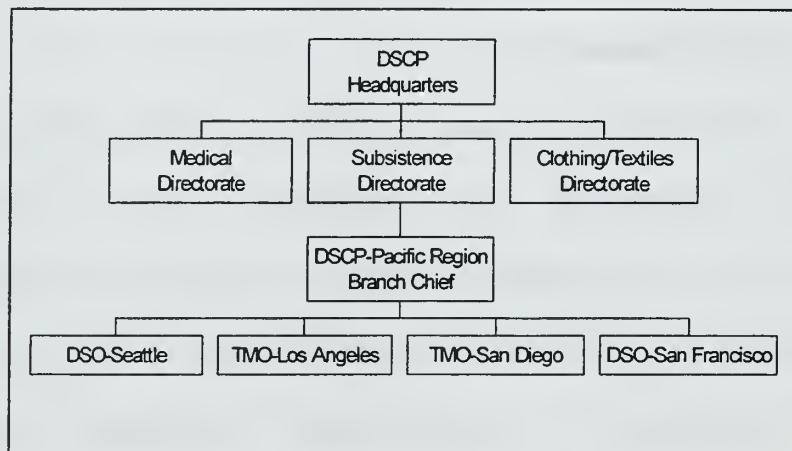 DSCP
Headquarters
Medical
Directorate
Subsistence
Directorate
Clothing/Textiles
Directorate
DSCP-Pacific Region
Branch Chief
DSO-Seattle
TMO-Los Angeles
TMO-San Diego
DSO-San Francisco